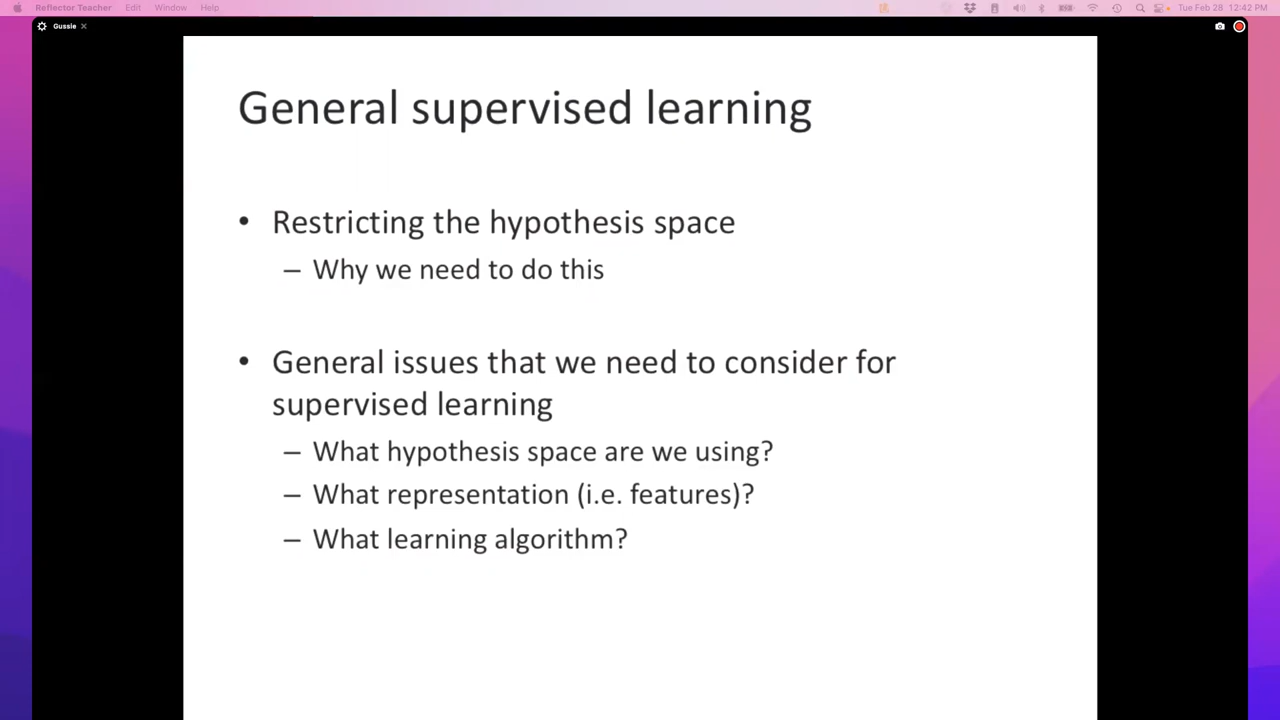 Reflector Teacher Edit Window Help Tue Feb 28 12:42 PM
Gussie
General supervised learning
• Restricting the hypothesis space
– Why we need to do this
• General issues that we need to consider for
supervised learning
– What hypothesis space are we using?
– What representation (i.e. features)?
– What learning algorithm?